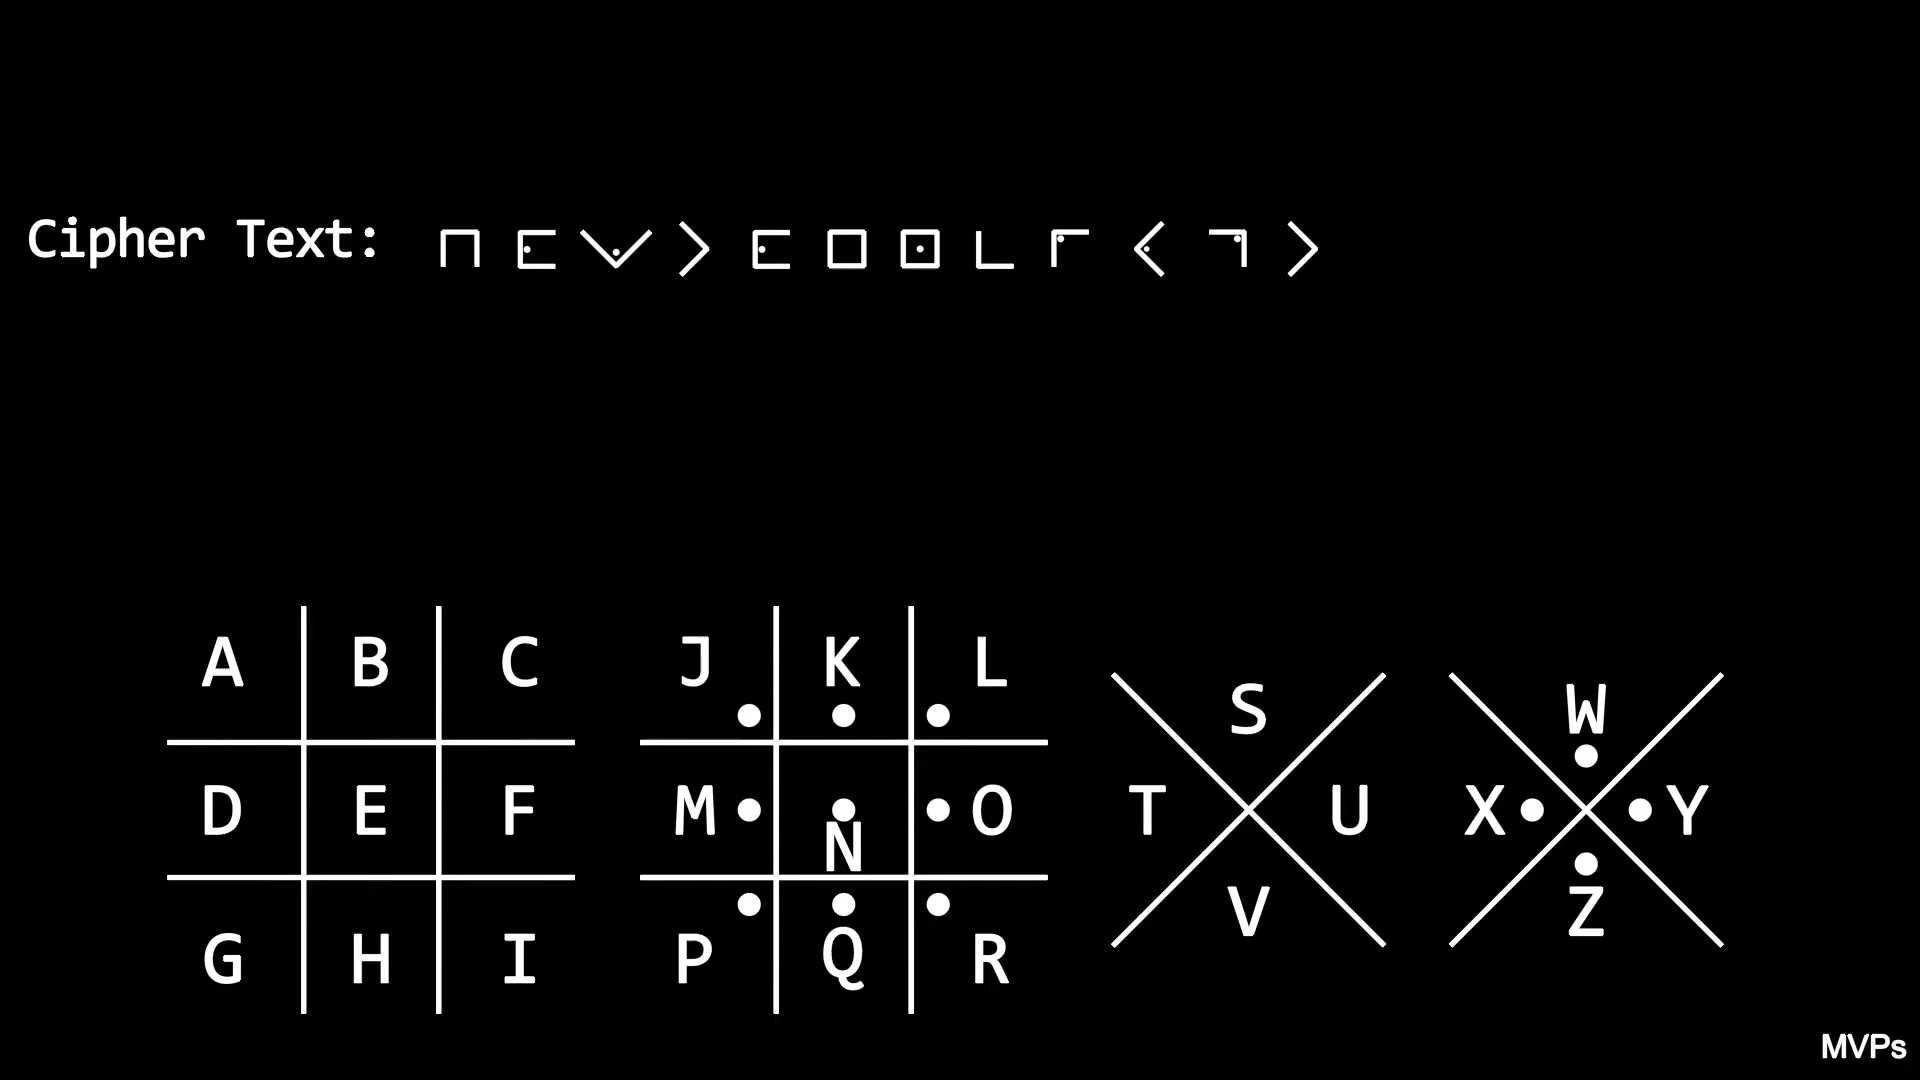 Cipher Text:
A B C J K L
S W
D E F M N O T U X Y
V Z
G H I P Q R
MVPs